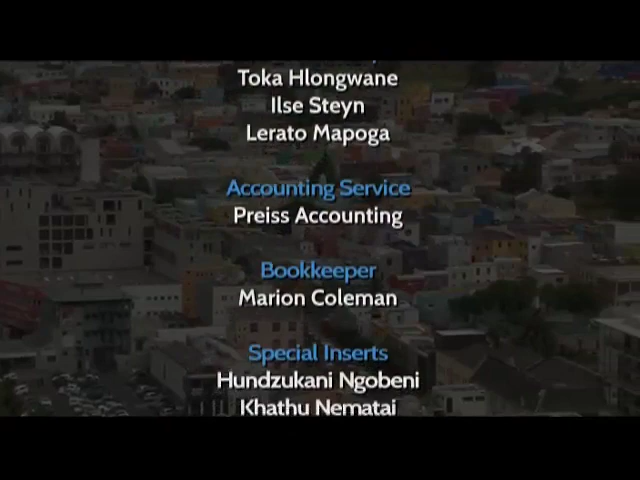 Toka Hlongwane
Ilse Steyn
Lerato Mapoga
Accounting Service
Preiss Accounting
Bookkeeper
Marion Coleman
Special Inserts
Hundzukani Ngobeni
Khathu Nematai